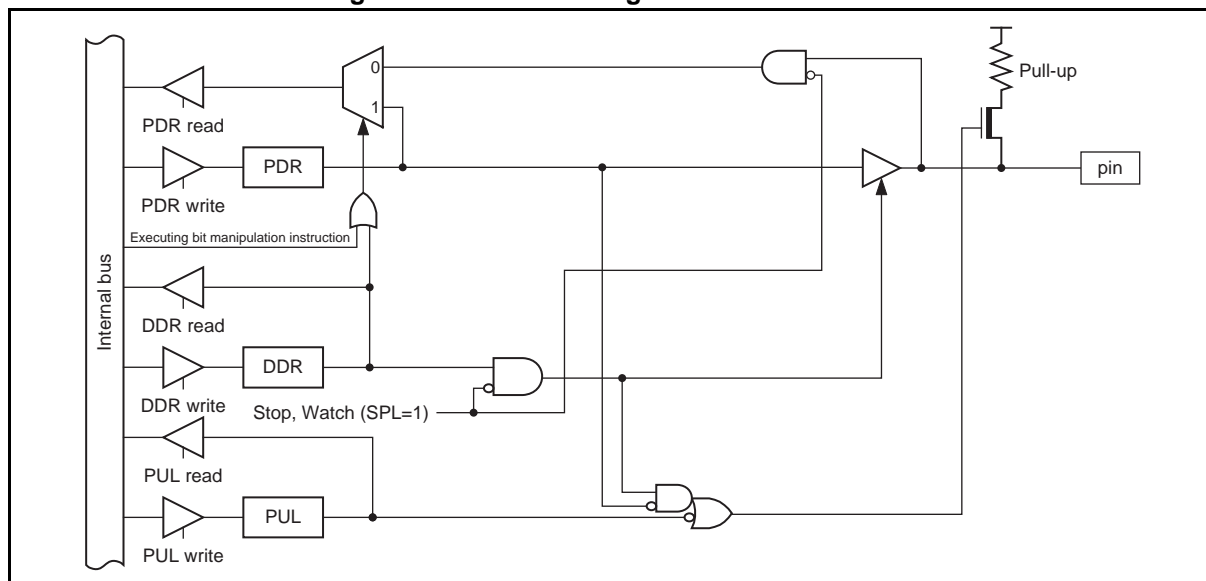 0
Pull-up
1
PDR read
PDR
pin
PDR write
Executing bit manipulation instruction
Internal bus
DDR read
DDR
DDR write
Stop, Watch (SPL=1)
PUL read
PUL
PUL write